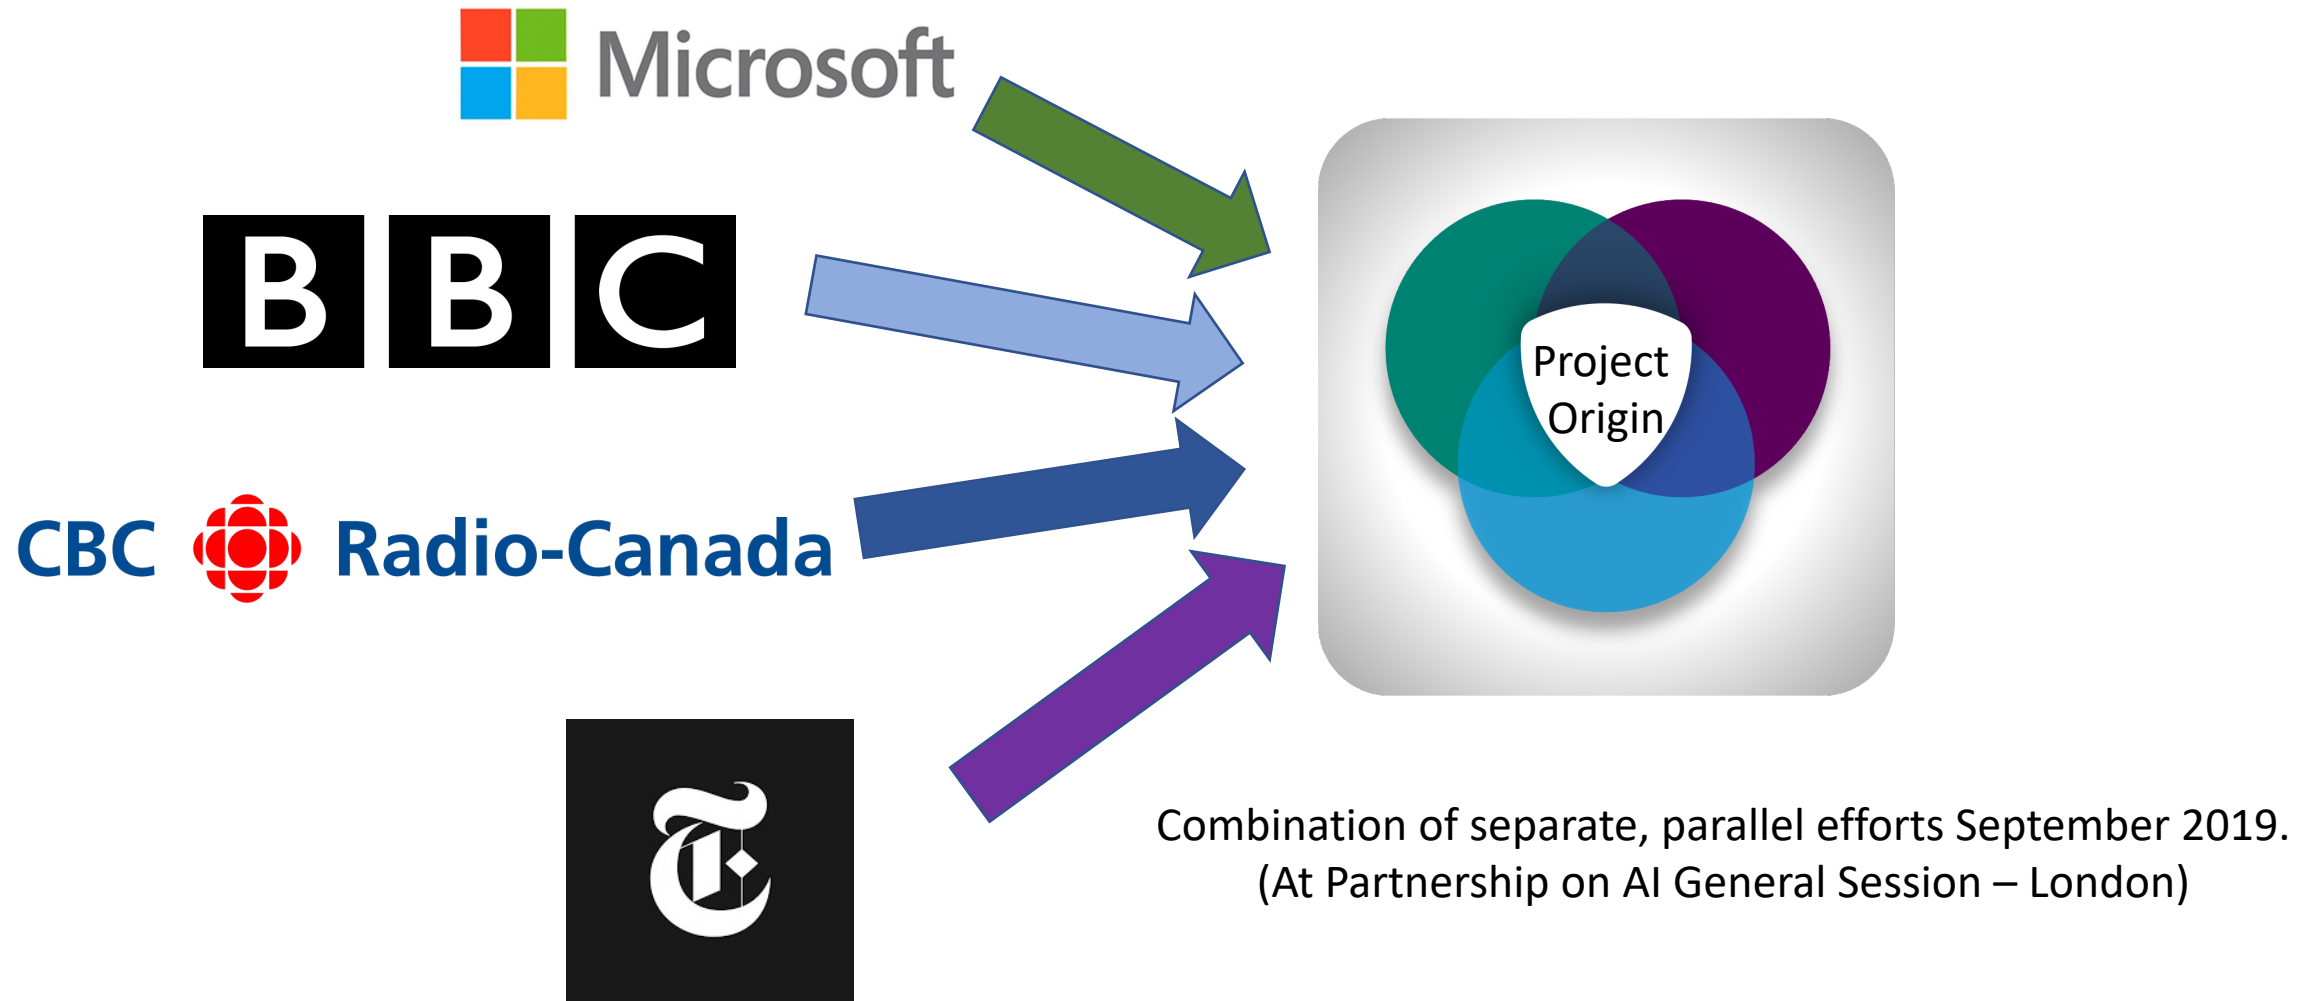 Microsoft
BBC
CBC Radio-Canada
T
Project
Origin
Combination of separate, parallel efforts September 2019.
(At Partnership on AI General Session – London)